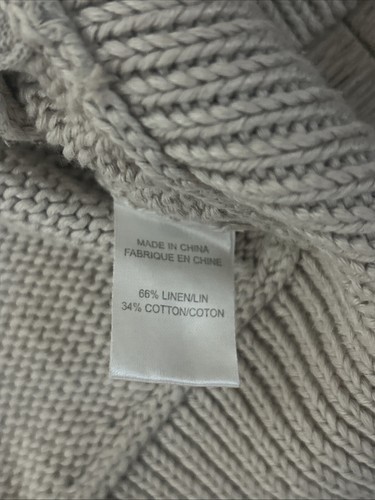 MADE IN CHINA
FABRIQUE EN CHINE
66% LINEN/LIN
34% COTTON/COTON